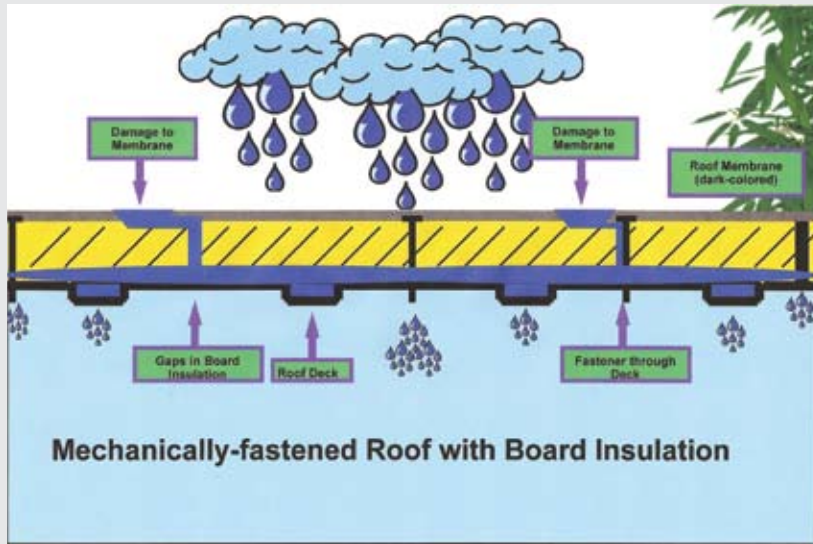 Damage to
Membrane
Damage to
Membrane
Roof Membrane
(dark-colored)
Gaps in Board
Insulation
Roof Deck
Fastener through
Deck
Mechanically-fastened Roof with Board Insulation